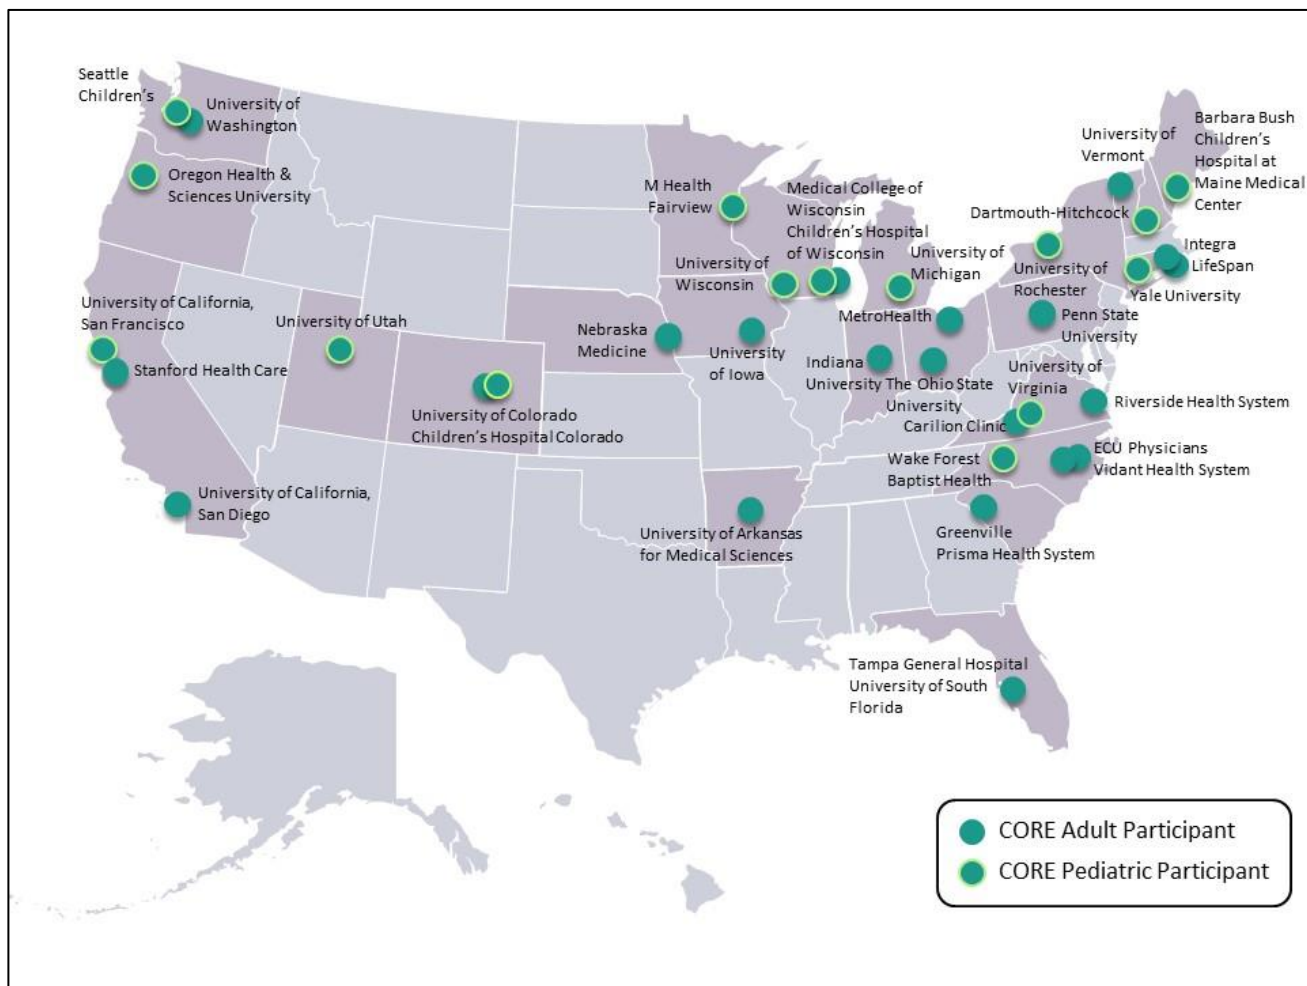 Seattle
Children's
University of
Washington
Oregon Health &
Sciences University
University of California,
San Francisco
Stanford Health Care
University of California,
San Diego
University of Utah
University of Colorado
Children's Hospital Colorado
Nebraska
Medicine
University
of Iowa
M Health
Fairview
University of
Wisconsin
Medical College of
Wisconsin
Children's Hospital
of Wisconsin
University of
Michigan
MetroHealth
Indiana
University
The Ohio State
University
University of Arkansas
for Medical Sciences
University of
Vermont
Barbara Bush
Children's
Hospital at
Maine Medical
Center
Dartmouth-Hitchcock
Integra
LifeSpan
University of
Rochester
Yale University
Penn State
University
University of
Virginia
Riverside Health System
Carilion Clinic
ECU Physicians
Vidant Health System
Wake Forest
Baptist Health
Greenville
Prisma Health System
Tampa General Hospital
University of South
Florida
CORE Adult Participant
CORE Pediatric Participant